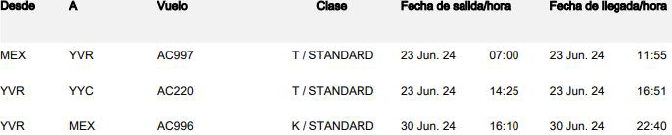 Desde A Vuelo Clase Fecha de salida/hora Fecha de llegada/hora
MEX YVR AC997 T / STANDARD 23 Jun. 24 07:00 23 Jun. 24 11:55
YVR YYC AC220 T / STANDARD 23 Jun. 24 14:25 23 Jun. 24 16:51
YVR MEX AC996 K / STANDARD 30 Jun. 24 16:10 30 Jun. 24 22:40